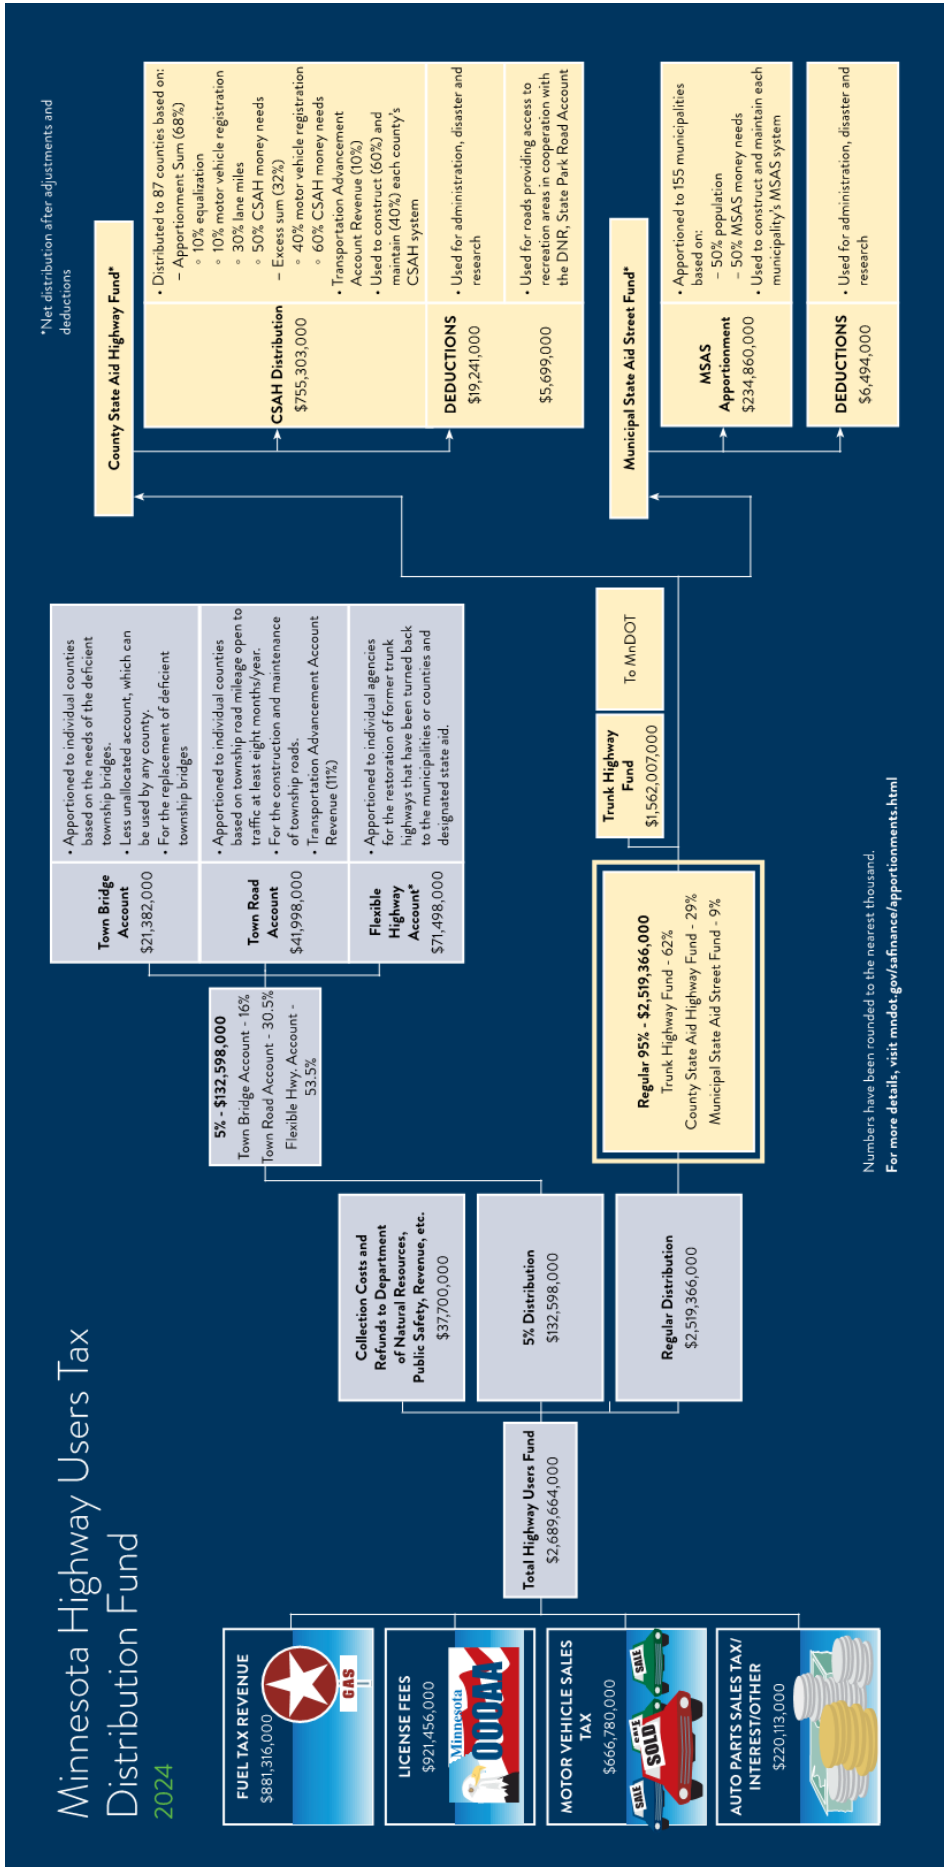 Minnesota Highway Users Tax
Distribution Fund
2024
FUEL TAX REVENUE
$881,316,000
GAS
LICENSE FEES
$921,456,000
Minnesota
000AA
MOTOR VEHICLE SALES
TAX
$666,780,000
SALE
SALE
SOLD
SALE
AUTO PARTS SALES TAX/
INTEREST/OTHER
$220,113,000
Total Highway Users Fund
$2,689,664,000
Collection Costs and
Refunds to Department
of Natural Resources,
Public Safety, Revenue, etc.
$37,700,000
5% Distribution
$132,598,000
Regular Distribution
$2,519,366,000
5% - $132,598,000
Town Bridge Account - 16%
Town Road Account - 30.5%
Flexible Hwy. Account -
53.5%
Town Bridge
Account
$21,382,000
• Apportioned to individual counties
based on the needs of the deficient
township bridges.
• Less unallocated account, which can
be used by any county.
• For the replacement of deficient
township bridges
Town Road
Account
$41,998,000
• Apportioned to individual counties
based on township road mileage open to
traffic at least eight months/year.
• For the construction and maintenance
of township roads.
• Transportation Advancement Account
Revenue (11%)
Flexible
Highway
Account*
$71,498,000
• Apportioned to individual agencies
for the restoration of former trunk
highways that have been turned back
to the municipalities or counties and
designated state aid.
Regular 95% - $2,519,366,000
Trunk Highway Fund - 62%
County State Aid Highway Fund - 29%
Municipal State Aid Street Fund - 9%
Trunk Highway
Fund
$1,562,007,000
To MnDOT
*Net distribution after adjustments and
deductions
County State Aid Highway Fund*
CSAH Distribution
$755,303,000
• Distributed to 87 counties based on:
– Apportionment Sum (68%)
◦ 10% equalization
◦ 10% motor vehicle registration
◦ 30% lane miles
◦ 50% CSAH money needs
– Excess sum (32%)
◦ 40% motor vehicle registration
◦ 60% CSAH money needs
• Transportation Advancement
Account Revenue (10%)
• Used to construct (60%) and
maintain (40%) each county's
CSAH system
DEDUCTIONS
$19,241,000
• Used for administration, disaster and
research
$5,699,000
• Used for roads providing access to
recreation areas in cooperation with
the DNR, State Park Road Account
Municipal State Aid Street Fund*
MSAS
Apportionment
$234,860,000
• Apportioned to 155 municipalities
based on:
– 50% population
– 50% MSAS money needs
• Used to construct and maintain each
municipality's MSAS system
DEDUCTIONS
$6,494,000
• Used for administration, disaster and
research
Numbers have been rounded to the nearest thousand.
For more details, visit mndot.gov/safinance/apportionments.html